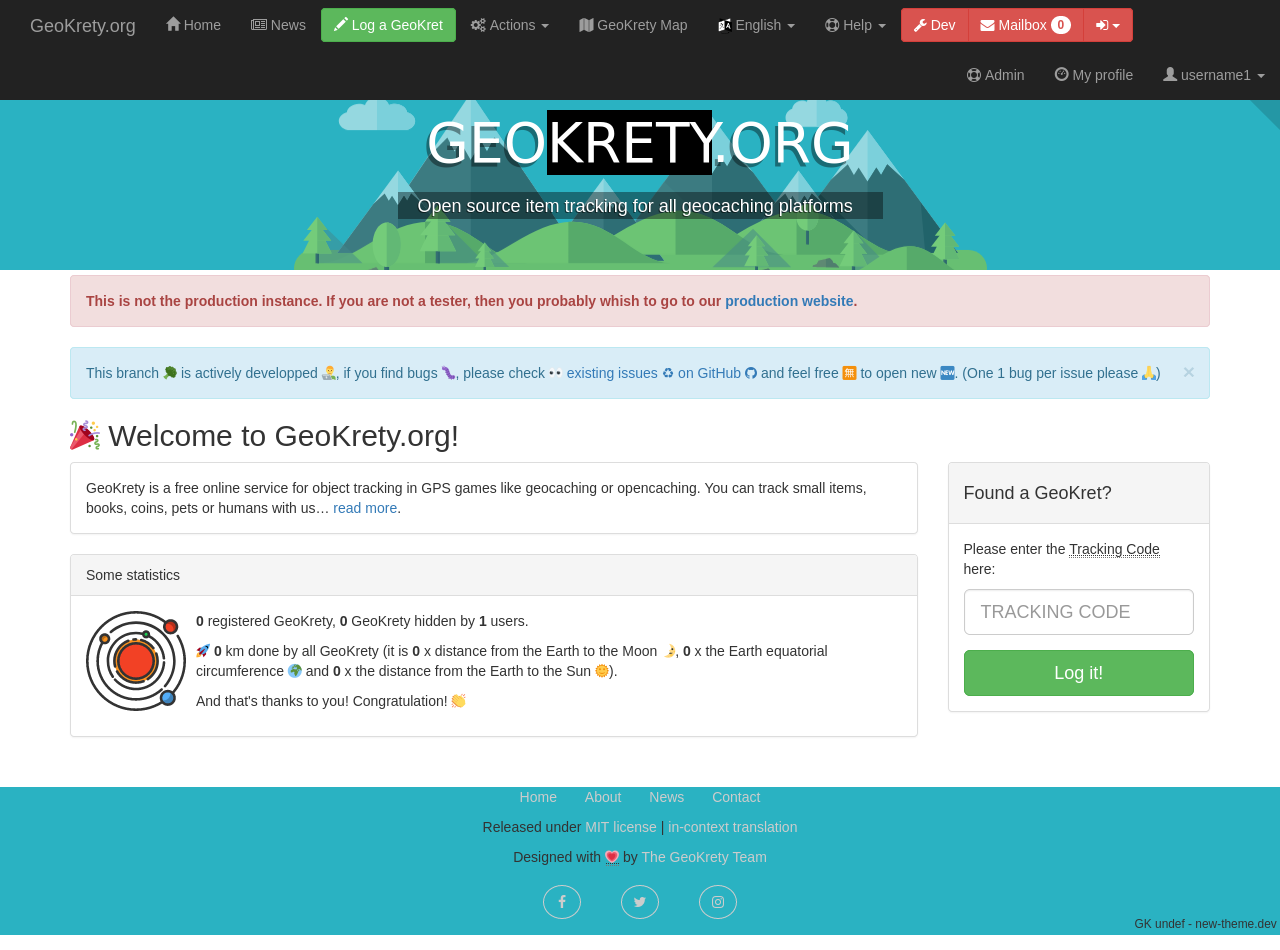 GeoKrety.org Home News Log a GeoKret Actions GeoKrety Map English Help Dev Mailbox 0
Admin My profile username1
GEOKRETY.ORG
Open source item tracking for all geocaching platforms
This is not the production instance. If you are not a tester, then you probably whish to go to our production website.
This branch 🥦 is actively developped 👨‍💻, if you find bugs 🐛, please check 👀 existing issues ♻ on GitHub and feel free 🈚 to open new 🆕. (One 1 bug per issue please 🙏) ×
🎉 Welcome to GeoKrety.org!
GeoKrety is a free online service for object tracking in GPS games like geocaching or opencaching. You can track small items,
books, coins, pets or humans with us… read more.
Some statistics
0 registered GeoKrety, 0 GeoKrety hidden by 1 users.
🚀 0 km done by all GeoKrety (it is 0 x distance from the Earth to the Moon 🌛, 0 x the Earth equatorial
circumference 🌍 and 0 x the distance from the Earth to the Sun 🌞).
And that's thanks to you! Congratulation! 👏
Found a GeoKret?
Please enter the Tracking Code
here:
TRACKING CODE
Log it!
Home About News Contact
Released under MIT license | in-context translation
Designed with 💗 by The GeoKrety Team
GK undef - new-theme.dev